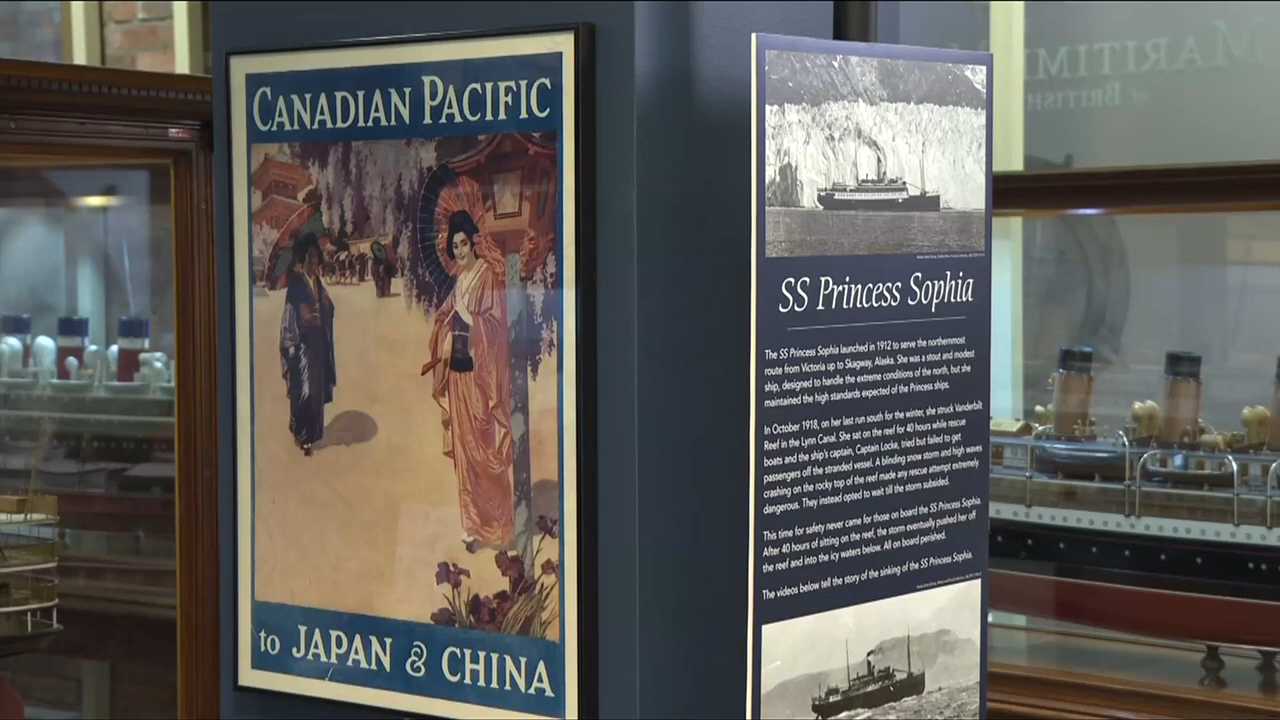 CANADIAN PACIFIC
to JAPAN & CHINA
SS Princess Sophia
The SS Princess Sophia launched in 1912 to serve the northernmost
route from Victoria up to Skagway, Alaska. She was a stout and modest
ship, designed to handle the extreme conditions of the north, but she
maintained the high standards expected of the Princess ships.
In October 1918, on her last run south for the winter, she struck Vanderbilt
Reef in the Lynn Canal. She sat on the reef for 40 hours while rescue
boats and the ship's captain, Captain Locke, tried but failed to get
passengers off the stranded vessel. A blinding snow storm and high waves
crashing on the rocky top of the reef made any rescue attempt extremely
dangerous. They instead opted to wait till the storm subsided.
This time for safety never came for those on board the SS Princess Sophia.
After 40 hours of sitting on the reef, the storm eventually pushed her off
the reef and into the icy waters below. All on board perished.
The videos below tell the story of the sinking of the SS Princess Sophia.
MARITIM
of BRITISH